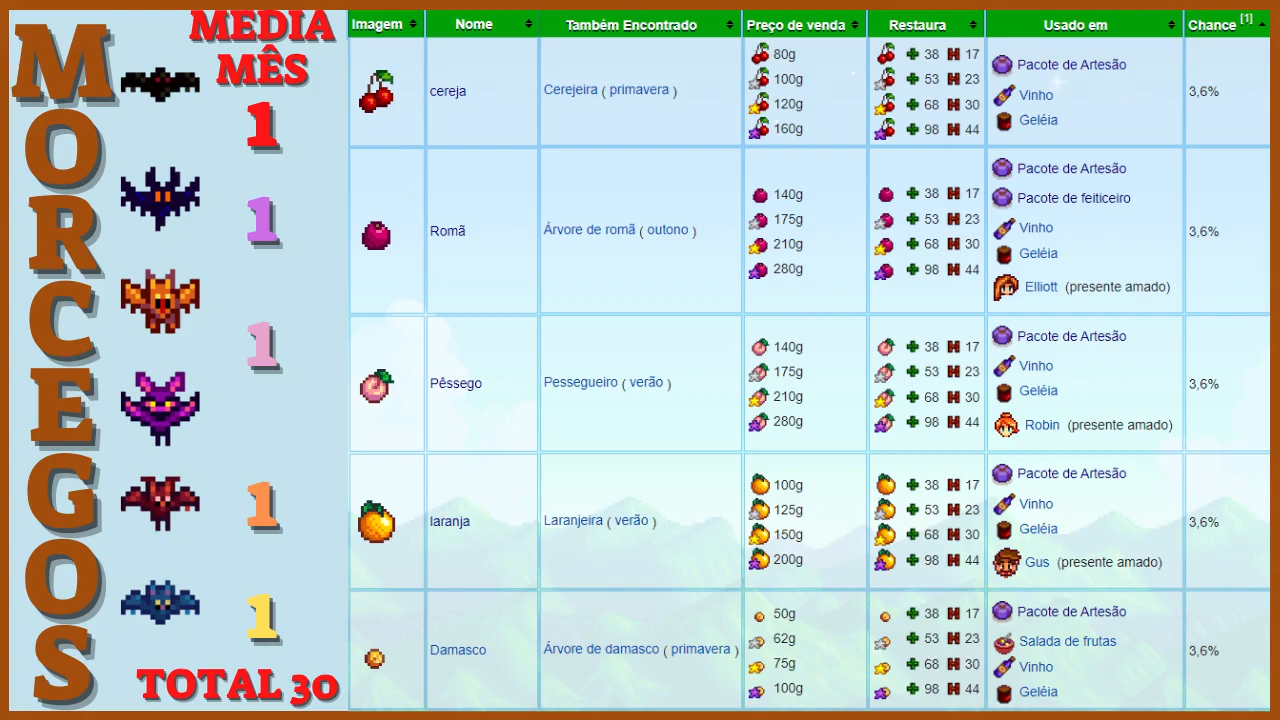 MORCEGOS
MEDIA
MÊS
1
1
1
1
1
TOTAL 30
Imagem Nome Também Encontrado Preço de venda Restaura Usado em Chance [1]
cereja Cerejeira ( primavera ) 3,6%
80g 38 17
100g 53 23
120g 68 30
160g 98 44
Pacote de Artesão
Vinho
Geléia
Romã Árvore de romã ( outono ) 3,6%
140g 38 17
175g 53 23
210g 68 30
280g 98 44
Pacote de Artesão
Pacote de feiticeiro
Vinho
Geléia
Elliott (presente amado)
Pêssego Pessegueiro ( verão ) 3,6%
140g 38 17
175g 53 23
210g 68 30
280g 98 44
Pacote de Artesão
Vinho
Geléia
Robin (presente amado)
laranja Laranjeira ( verão ) 3,6%
100g 38 17
125g 53 23
150g 68 30
200g 98 44
Pacote de Artesão
Vinho
Geléia
Gus (presente amado)
Damasco Árvore de damasco ( primavera ) 3,6%
50g 38 17
62g 53 23
75g 68 30
100g 98 44
Pacote de Artesão
Salada de frutas
Vinho
Geléia